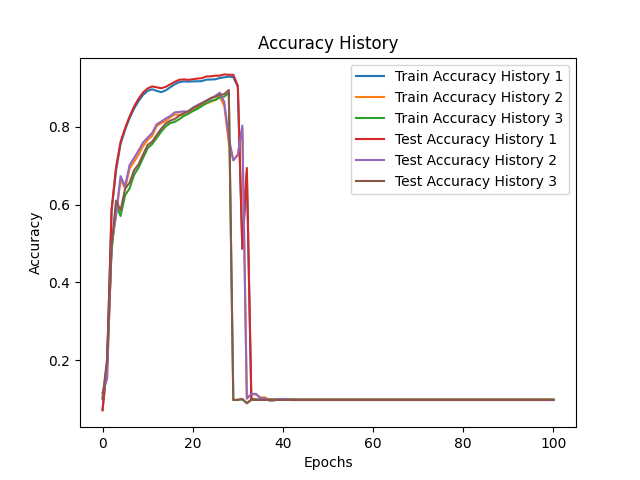 Accuracy History
Train Accuracy History 1
Train Accuracy History 2
Train Accuracy History 3
Test Accuracy History 1
Test Accuracy History 2
Test Accuracy History 3
Accuracy
0.8
0.6
0.4
0.2
0 20 40 60 80 100
Epochs